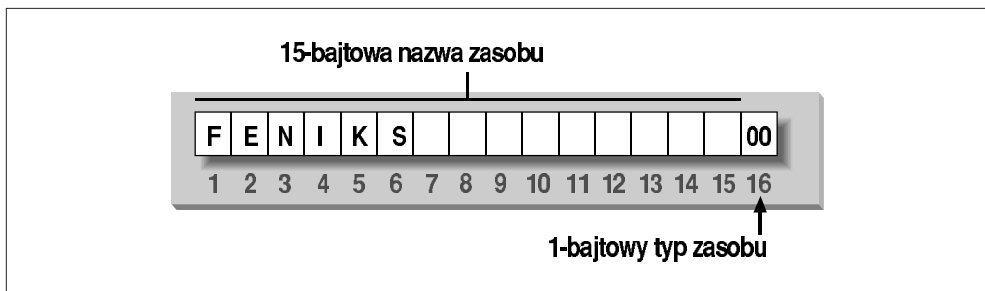 15-bajtowa nazwa zasobu
F E N I K S 00
1 2 3 4 5 6 7 8 9 10 11 12 13 14 15 16
1-bajtowy typ zasobu